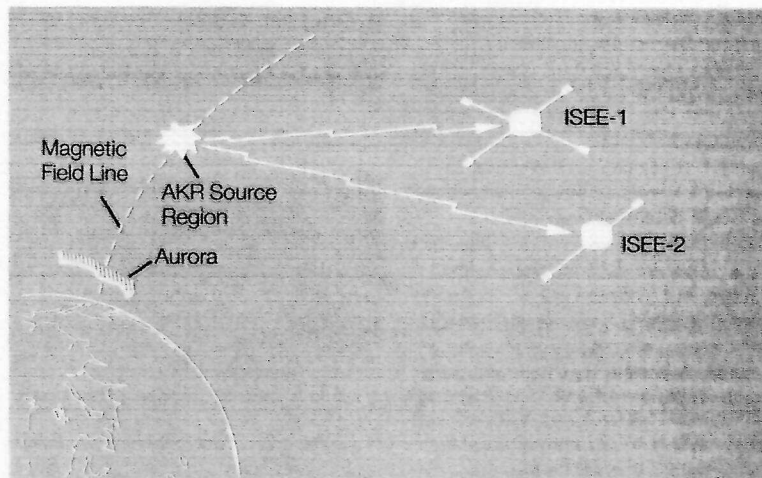 ISEE-1
Magnetic
Field Line
AKR Source
Region
ISEE-2
Aurora